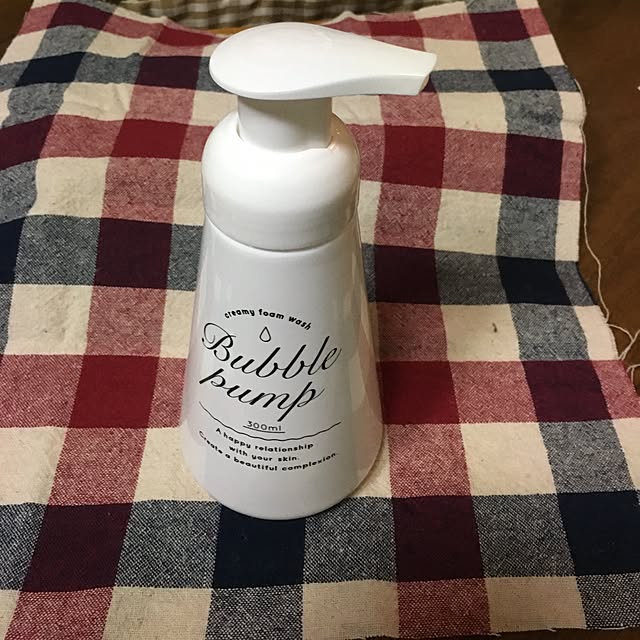 creamy foam wash
Bubble
pump
300ml
A happy relationship
with your skin.
Create a beautiful complexion.